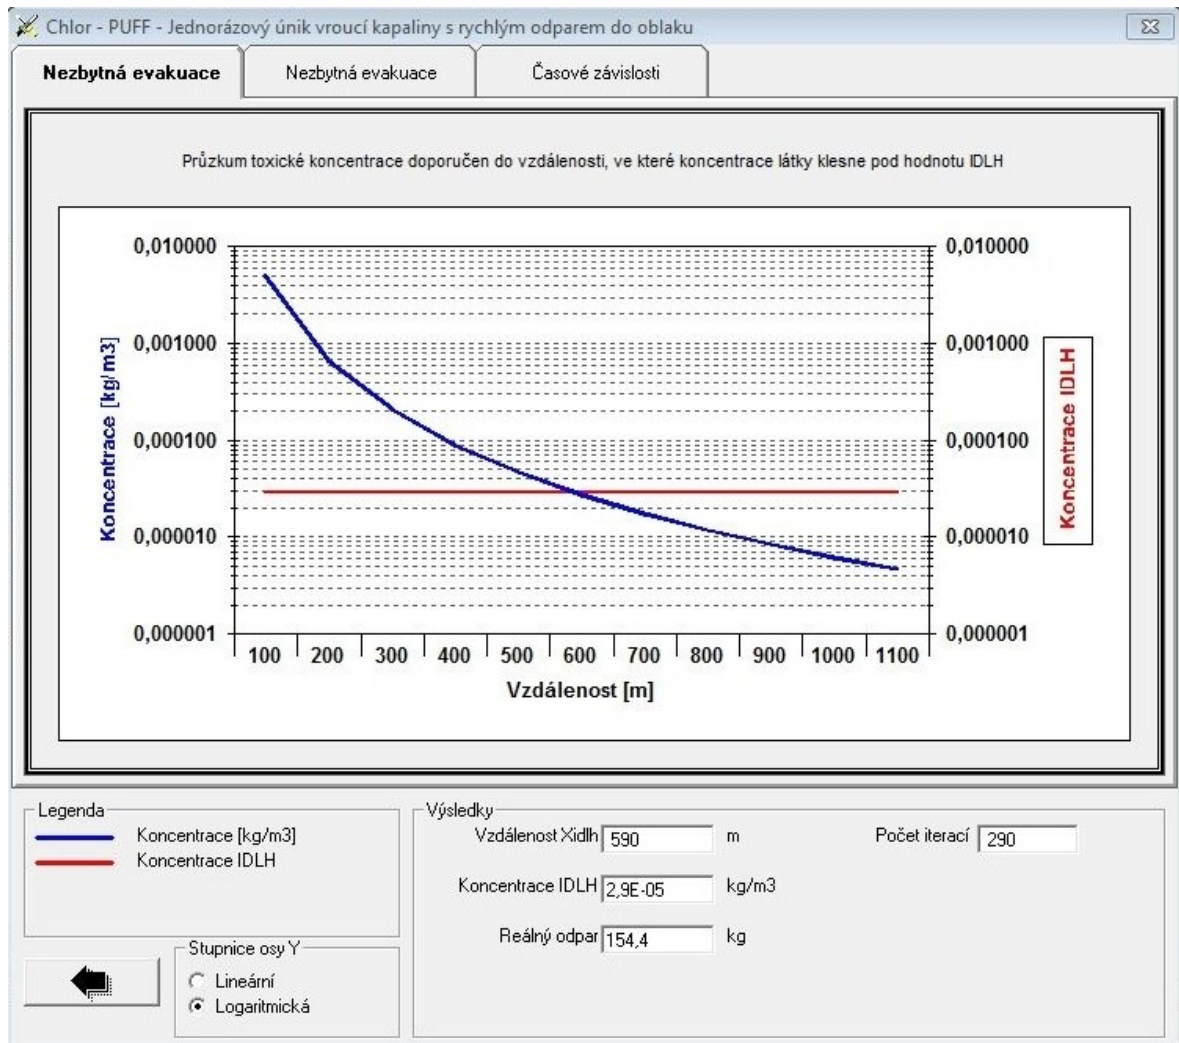 Chlor - PUFF - Jednorázový únik vroucí kapaliny s rychlým odparem do oblaku
Nezbytná evakuace
Nezbytná evakuace
Časové závislosti
Průzkum toxické koncentrace doporučen do vzdálenosti, ve které koncentrace látky klesne pod hodnotu IDLH
Koncentrace [kg/m3]
0,010000
0,001000
0,000100
0,000010
0,000001
0,010000
0,001000
0,000100
0,000010
0,000001
Koncentrace IDLH
100 200 300 400 500 600 700 800 900 1000 1100
Vzdálenost [m]
Legenda
Koncentrace [kg/m3]
Koncentrace IDLH
Stupnice osy Y
Lineární
Logaritmická
Výsledky
Vzdálenost Xidlh 590 m
Počet iterací 290
Koncentrace IDLH 2,9E-05 kg/m3
Reálný odpar 154,4 kg